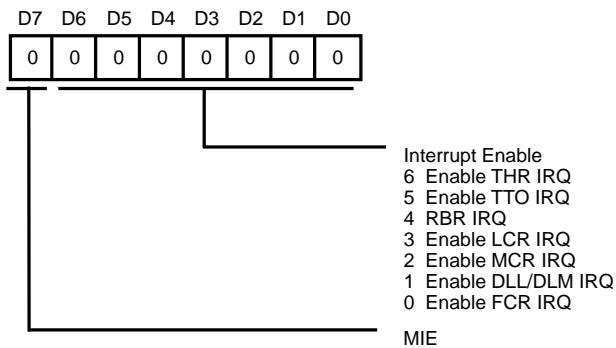 D7 D6 D5 D4 D3 D2 D1 D0
0 0 0 0 0 0 0 0
Interrupt Enable
6 Enable THR IRQ
5 Enable TTO IRQ
4 RBR IRQ
3 Enable LCR IRQ
2 Enable MCR IRQ
1 Enable DLL/DLM IRQ
0 Enable FCR IRQ
MIE